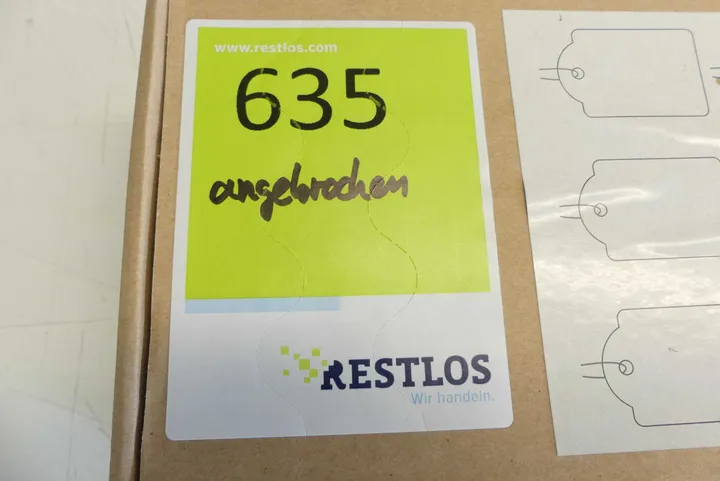 www.restlos.com
635
angebrochen
RESTLOS
Wir handeln.